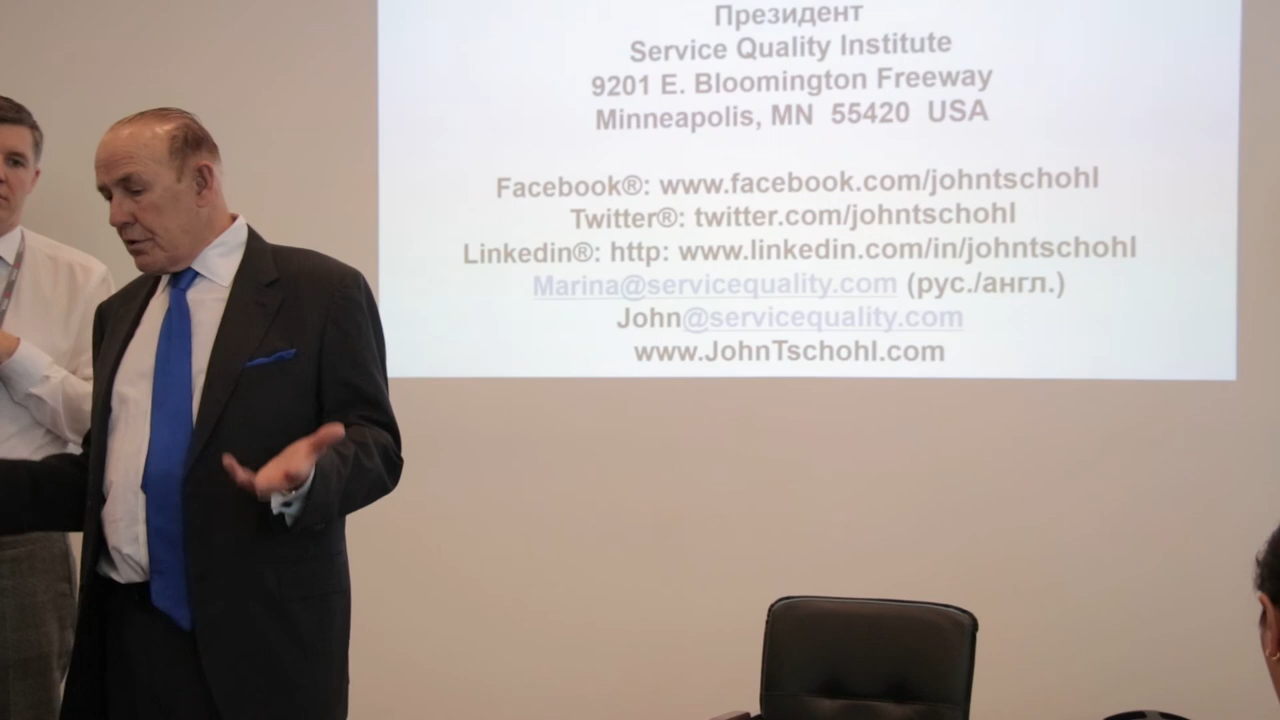 Президент
Service Quality Institute
9201 E. Bloomington Freeway
Minneapolis, MN 55420 USA
Facebook®: www.facebook.com/johntschohl
Twitter®: twitter.com/johntschohl
Linkedin®: http: www.linkedin.com/in/johntschohl
Marina@servicequality.com (рус./англ.)
John@servicequality.com
www.JohnTschohl.com